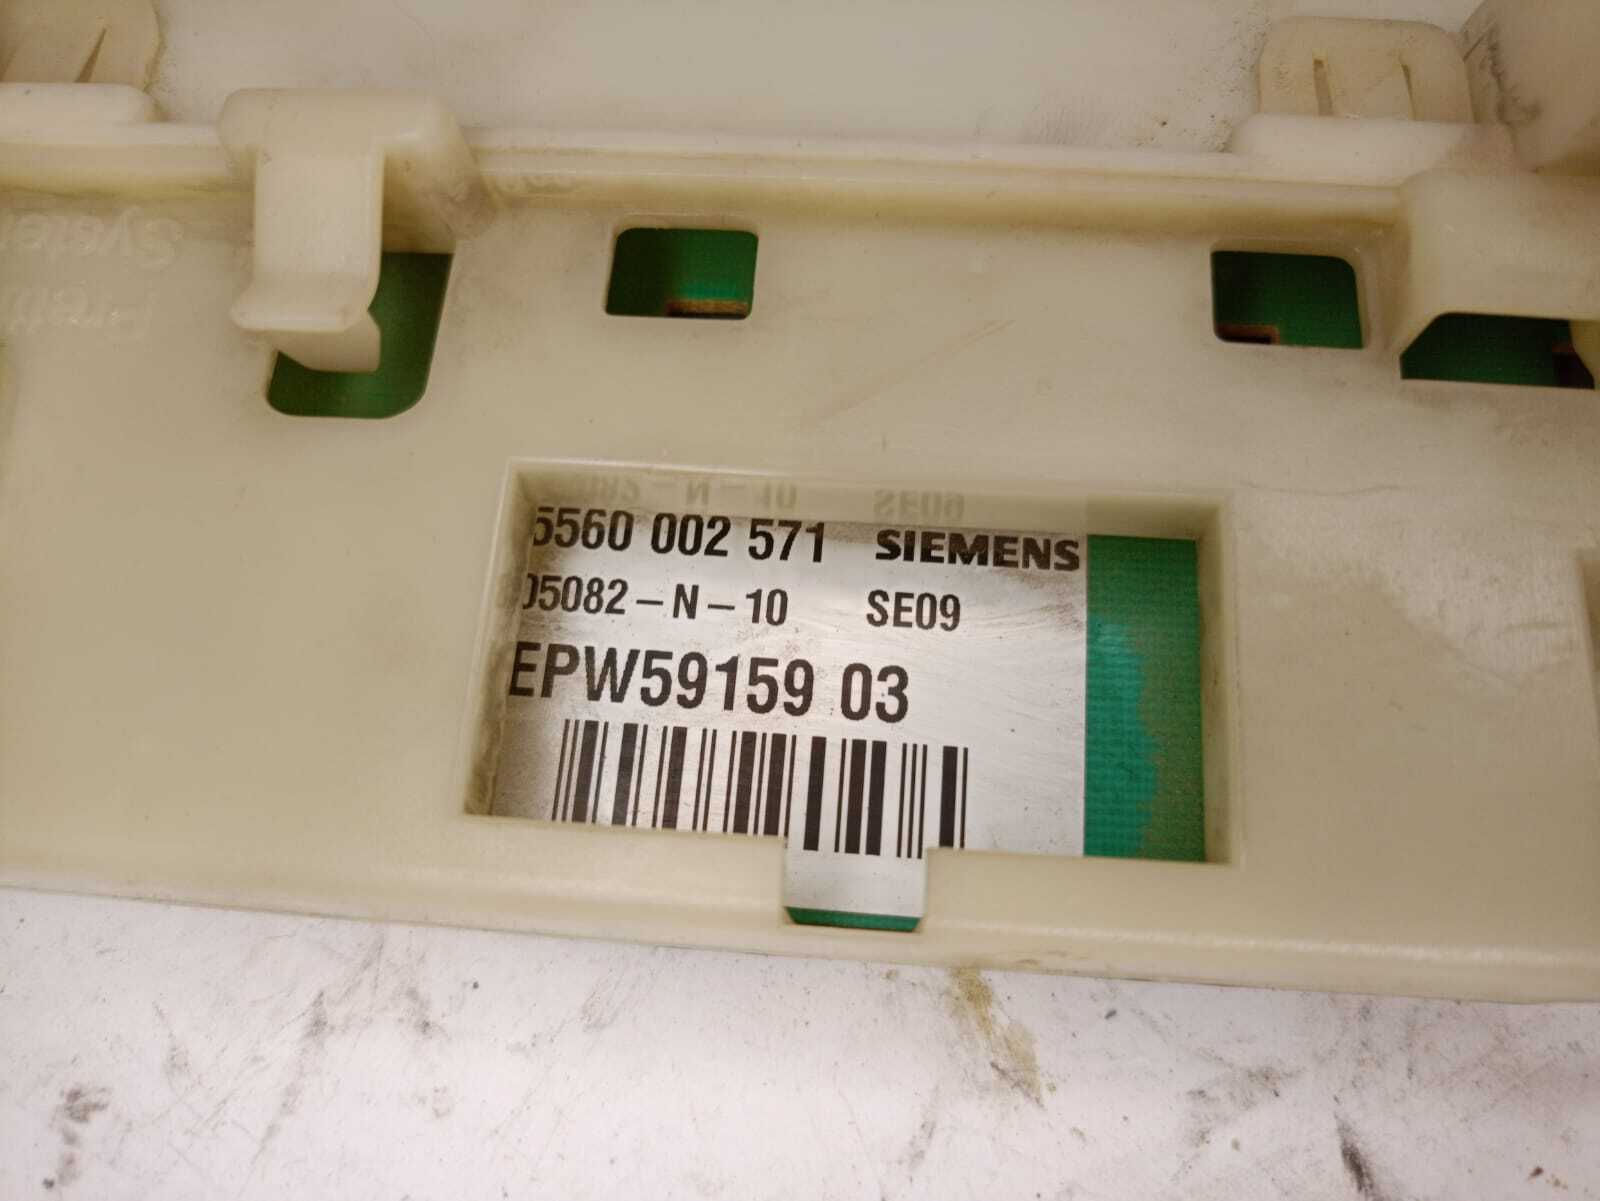 5560 002 571 SIEMENS
05082-N-10 SE09
EPW59159 03